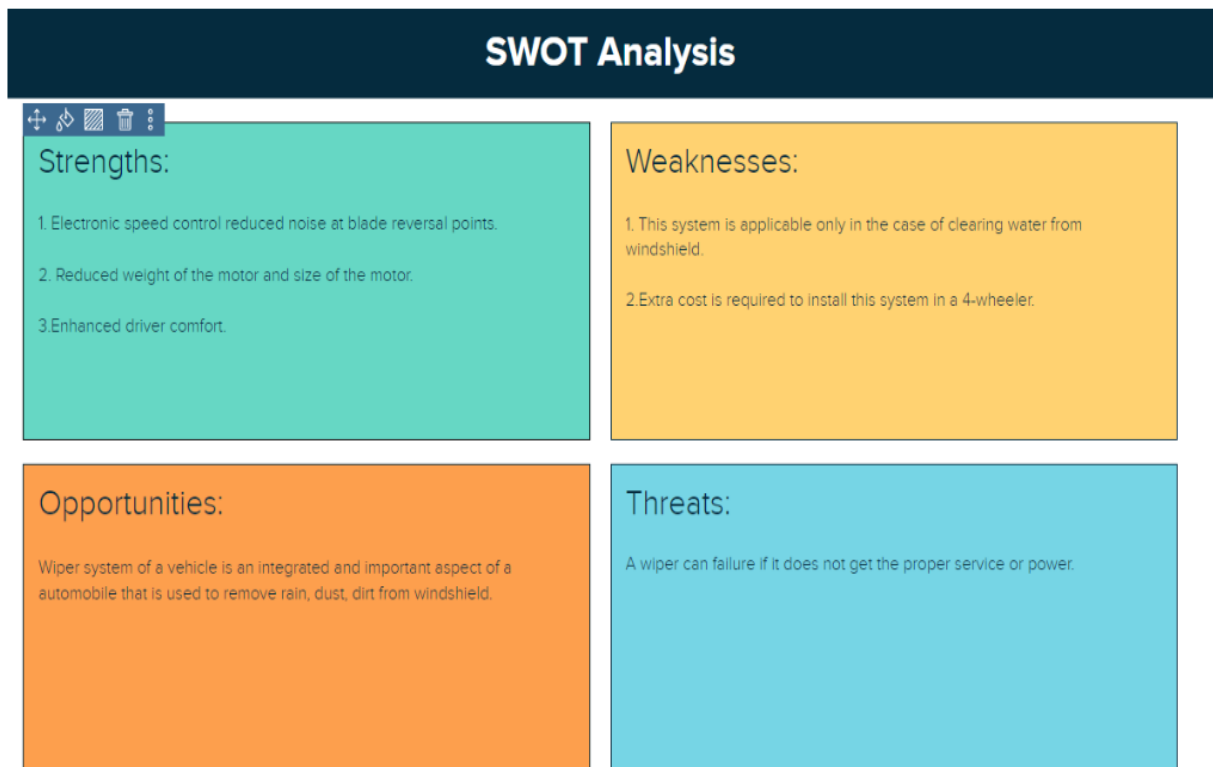 SWOT Analysis
Strengths:
1. Electronic speed control reduced noise at blade reversal points.
2. Reduced weight of the motor and size of the motor.
3.Enhanced driver comfort.
Weaknesses:
1. This system is applicable only in the case of clearing water from
windshield.
2.Extra cost is required to install this system in a 4-wheeler.
Opportunities:
Wiper system of a vehicle is an integrated and important aspect of a
automobile that is used to remove rain, dust, dirt from windshield.
Threats:
A wiper can failure if it does not get the proper service or power.